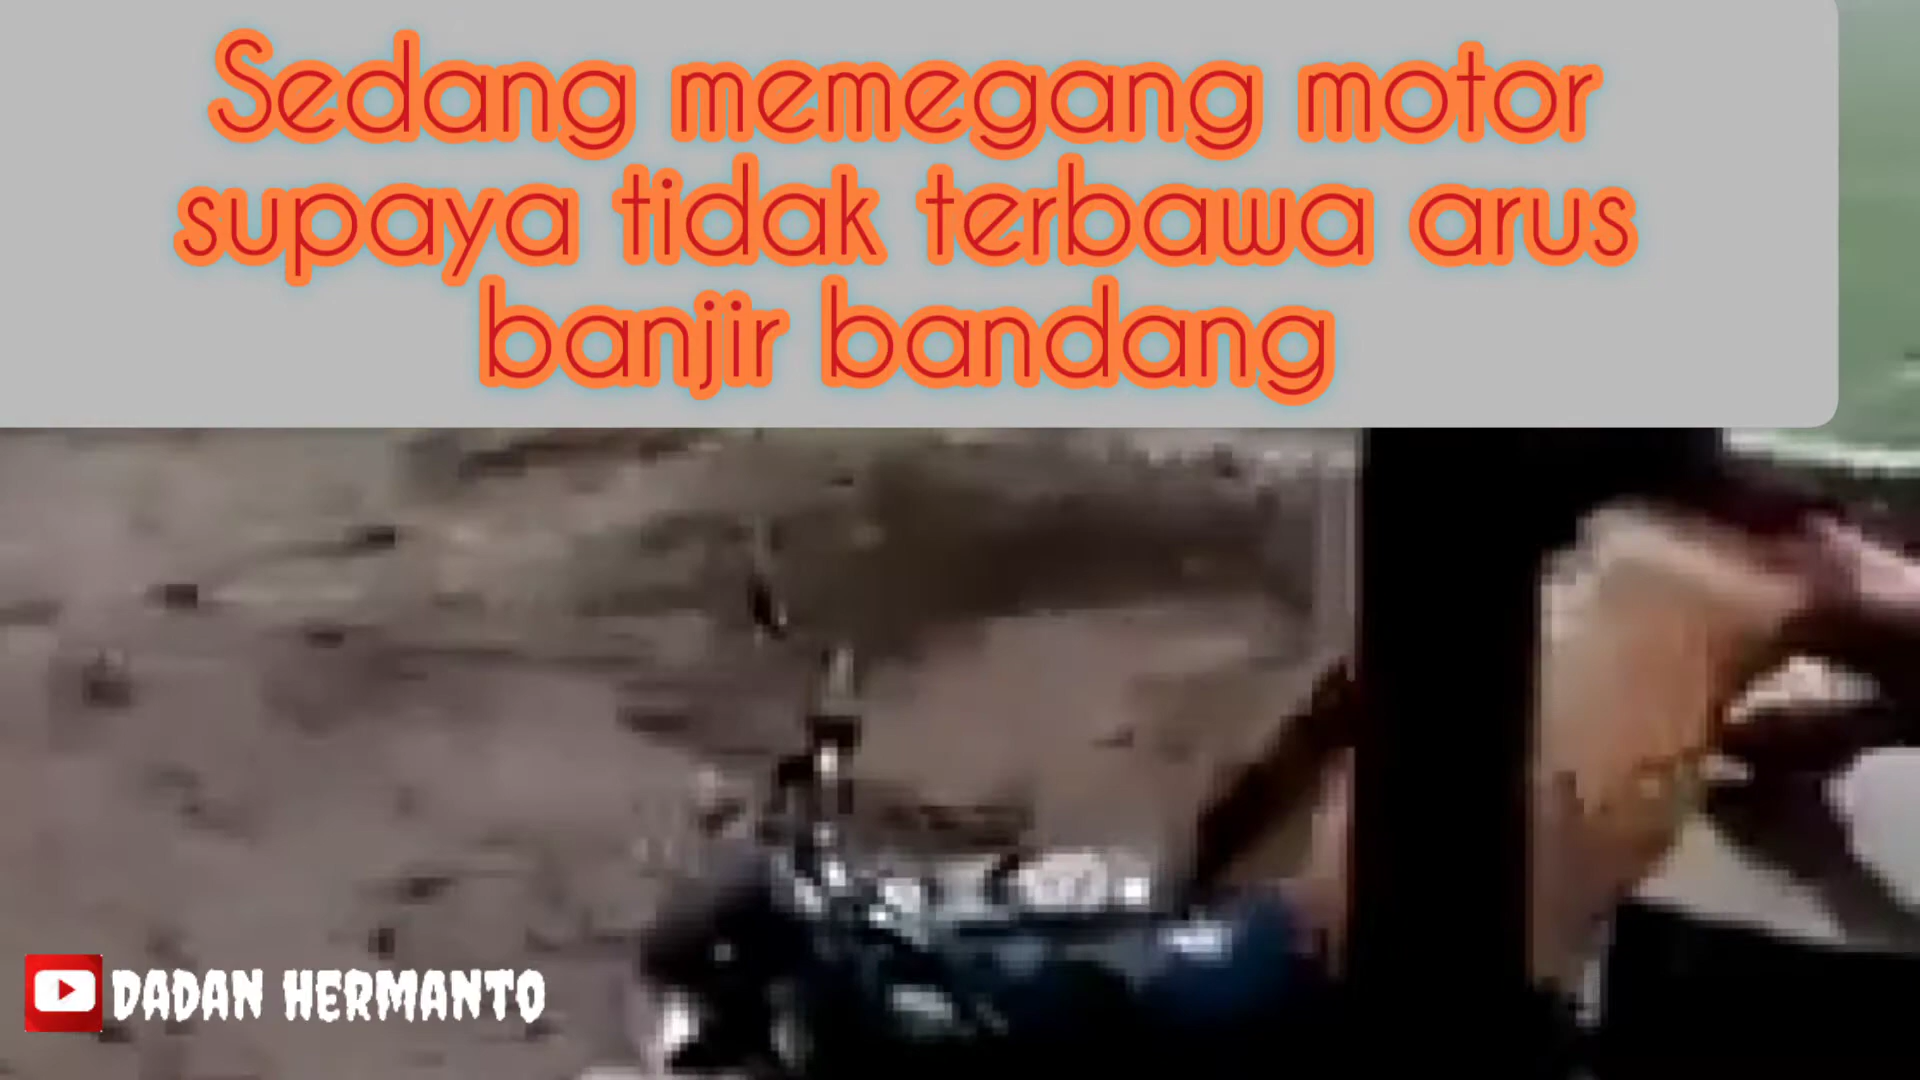 Sedang memegang motor
supaya tidak terbawa arus
banjir bandang
DADAN HERMANTO